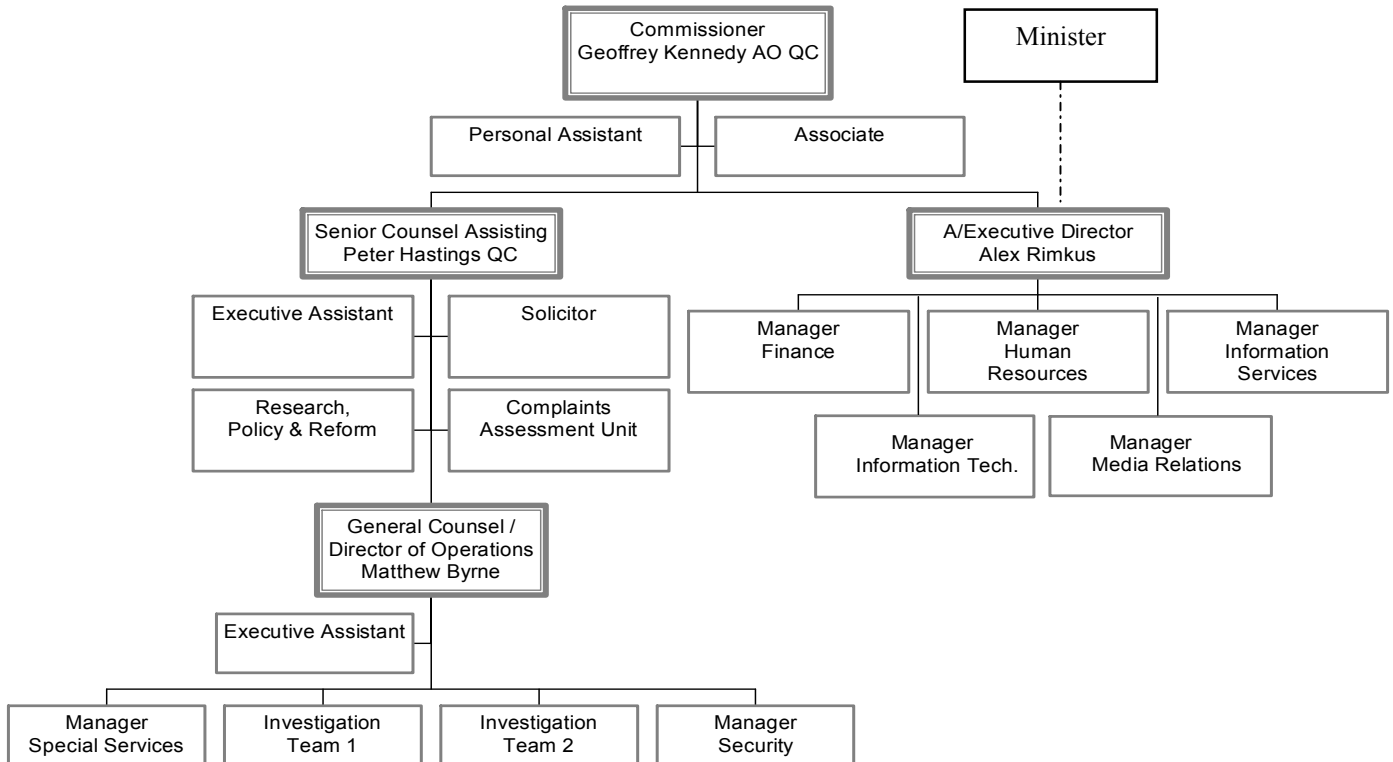 Commissioner
Geoffrey Kennedy AO QC
Minister
Personal Assistant
Associate
Senior Counsel Assisting
Peter Hastings QC
A/Executive Director
Alex Rimkus
Executive Assistant
Solicitor
Manager
Finance
Manager
Human
Resources
Manager
Information
Services
Research,
Policy & Reform
Complaints
Assessment Unit
Manager
Information Tech.
Manager
Media Relations
General Counsel /
Director of Operations
Matthew Byrne
Executive Assistant
Manager
Special Services
Investigation
Team 1
Investigation
Team 2
Manager
Security